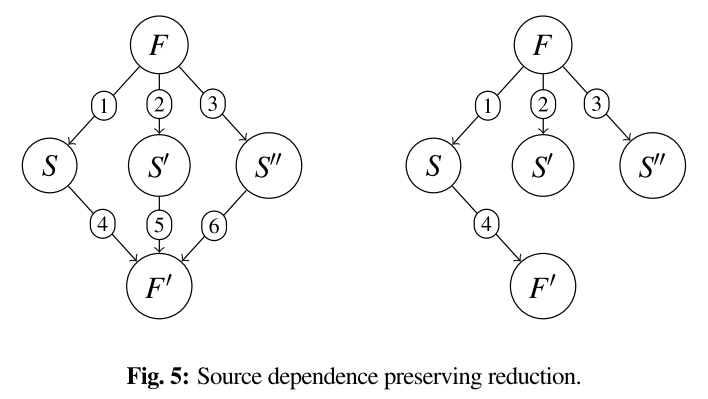 F F
1 2 3 1 2 3
S S′ S″ S S′ S″
4 5 6 4
F′ F′
Fig. 5: Source dependence preserving reduction.